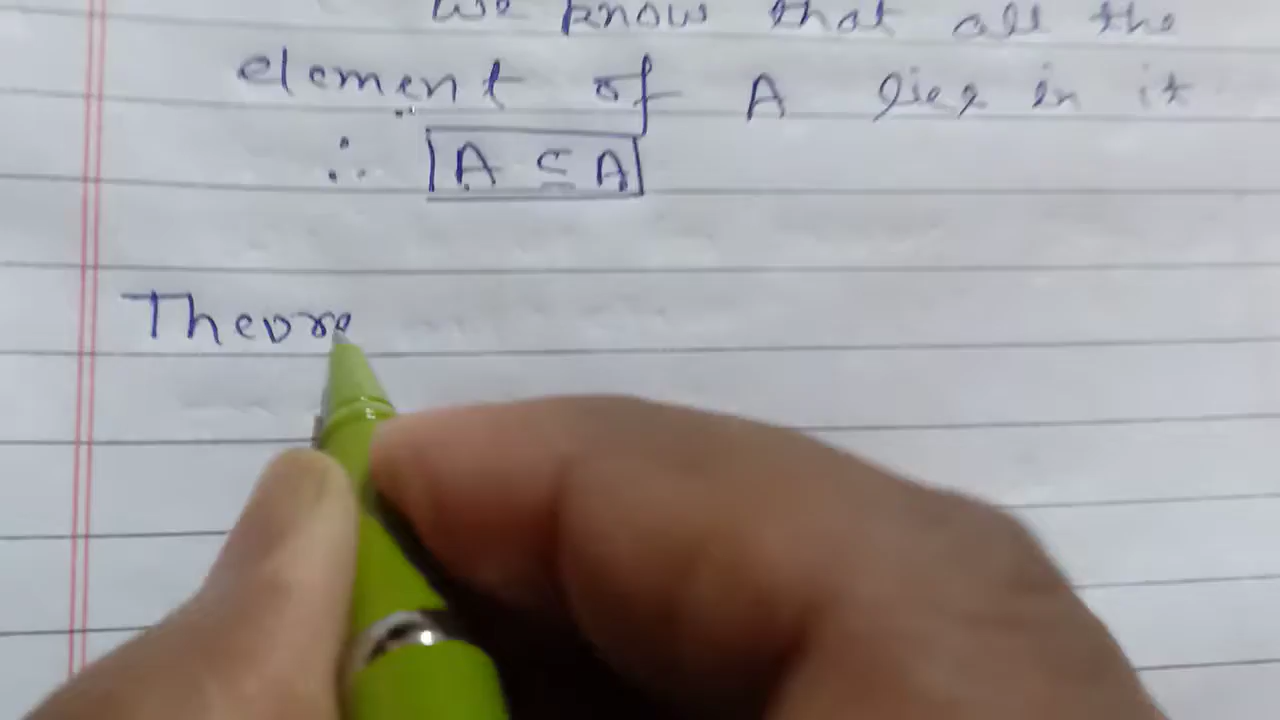 We know that all the
element of A lies in it
∴ A ⊆ A
Theore